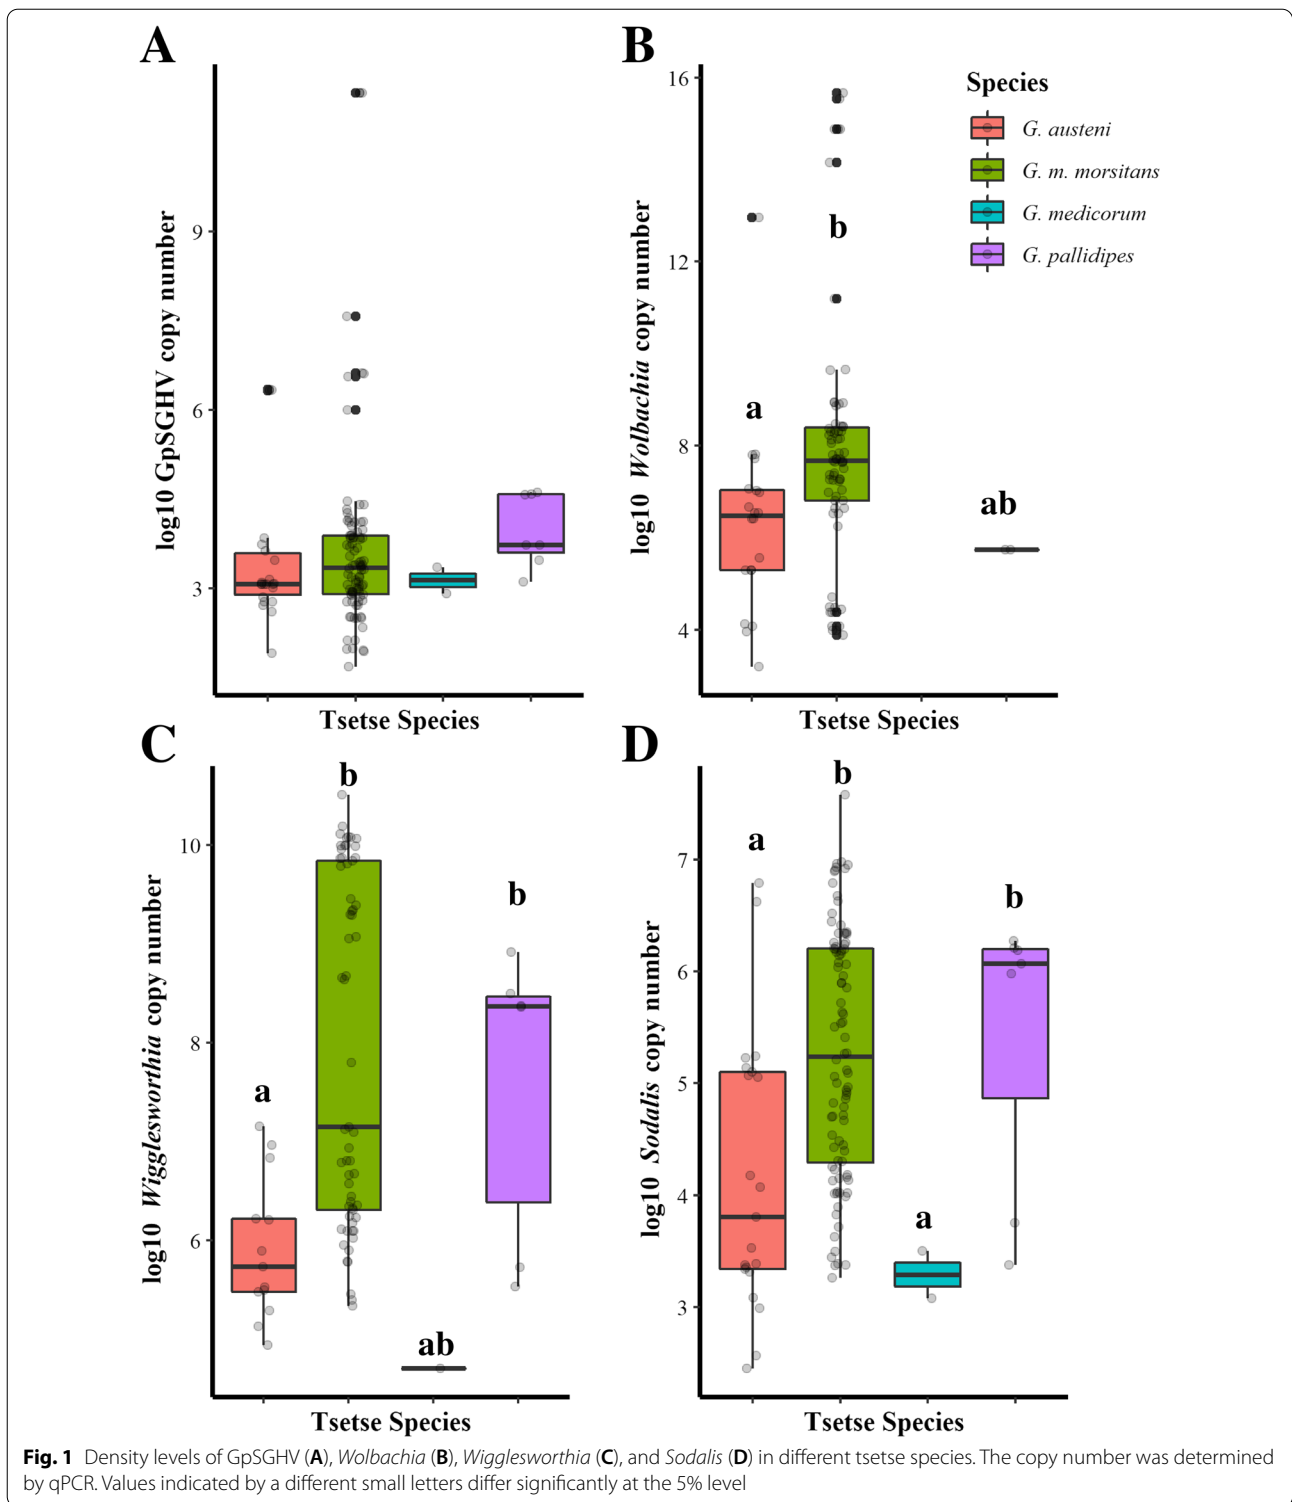 A
log10 GpSGHV copy number
9
6
3
Tsetse Species
B
log10 Wolbachia copy number
16
12
8
4
a
b
ab
Tsetse Species
Species
G. austeni
G. m. morsitans
G. medicorum
G. pallidipes
C
log10 Wigglesworthia copy number
10
8
6
a
b
ab
b
Tsetse Species
D
log10 Sodalis copy number
7
6
5
4
3
a
b
a
b
Tsetse Species
Fig. 1 Density levels of GpSGHV (A), Wolbachia (B), Wigglesworthia (C), and Sodalis (D) in different tsetse species. The copy number was determined
by qPCR. Values indicated by a different small letters differ significantly at the 5% level